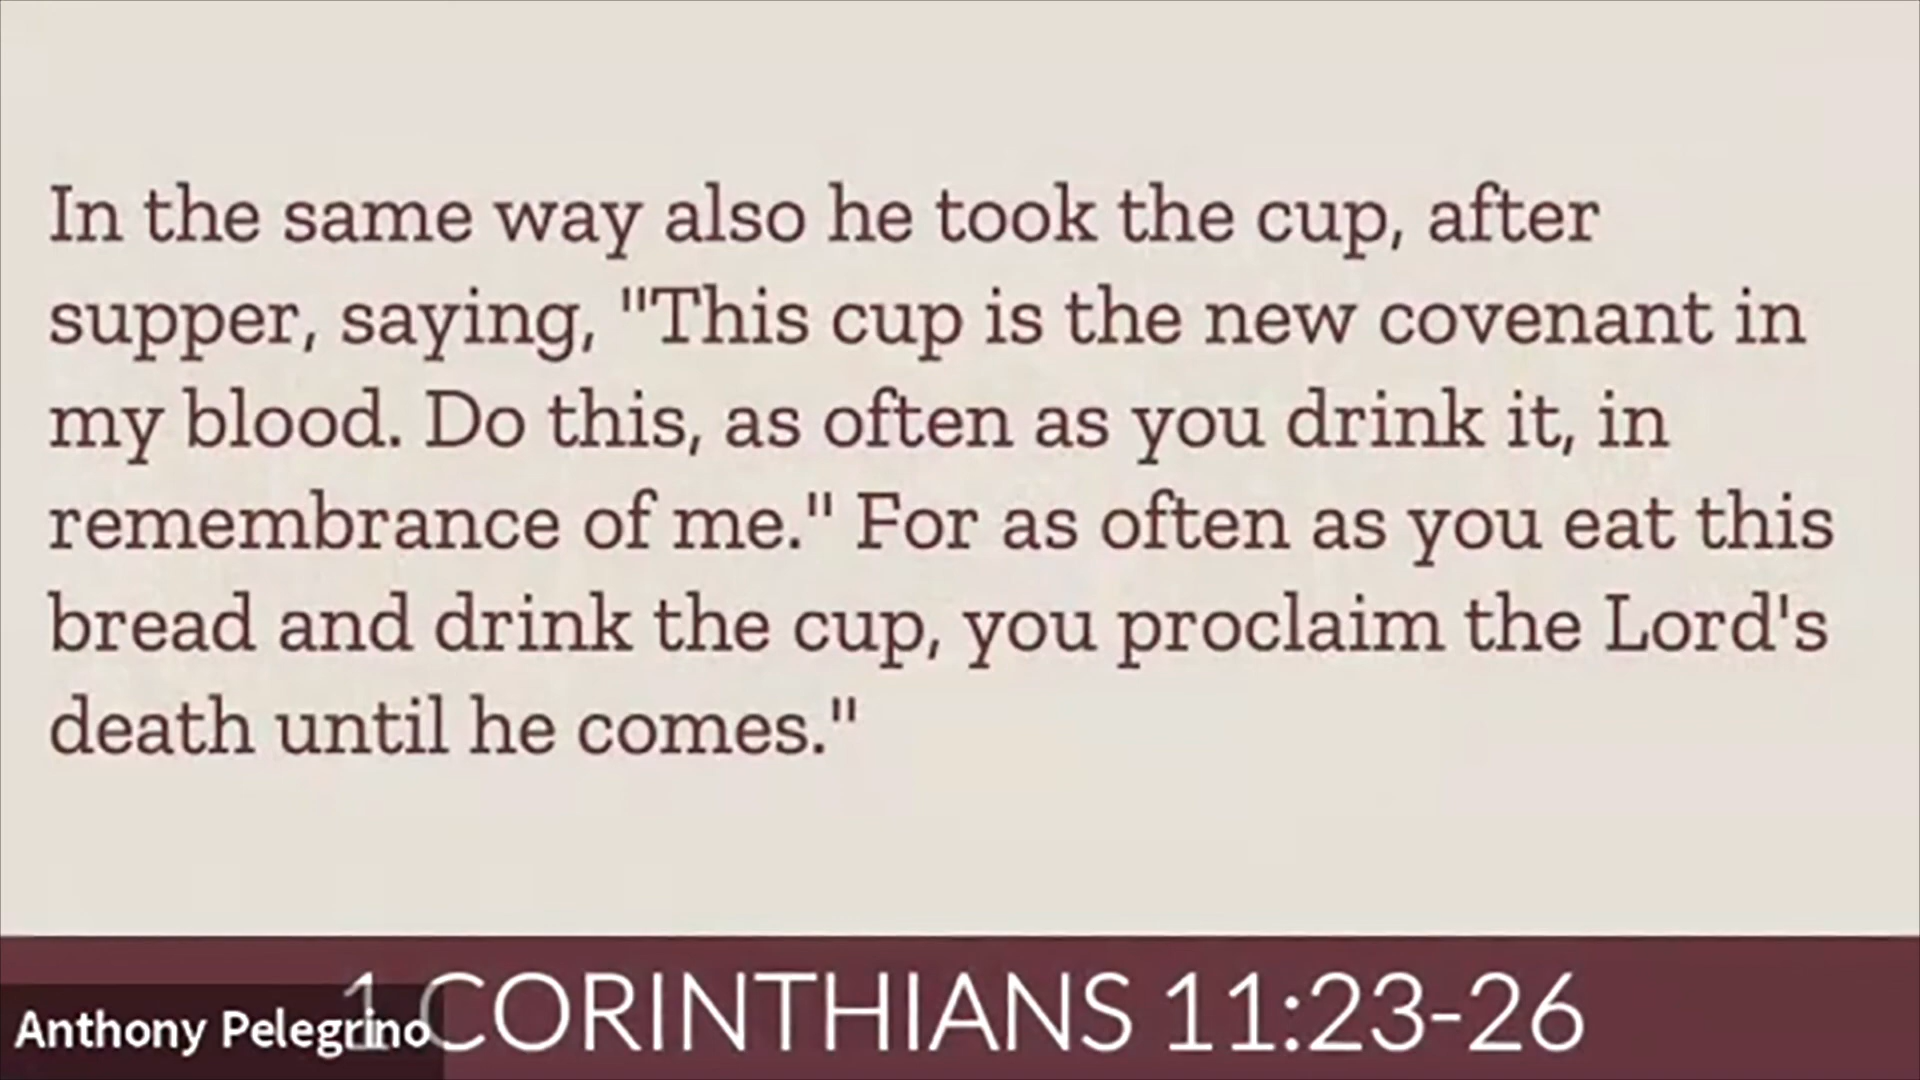 In the same way also he took the cup, after
supper, saying, "This cup is the new covenant in
my blood. Do this, as often as you drink it, in
remembrance of me." For as often as you eat this
bread and drink the cup, you proclaim the Lord's
death until he comes."
1 CORINTHIANS 11:23-26
Anthony Pelegrino